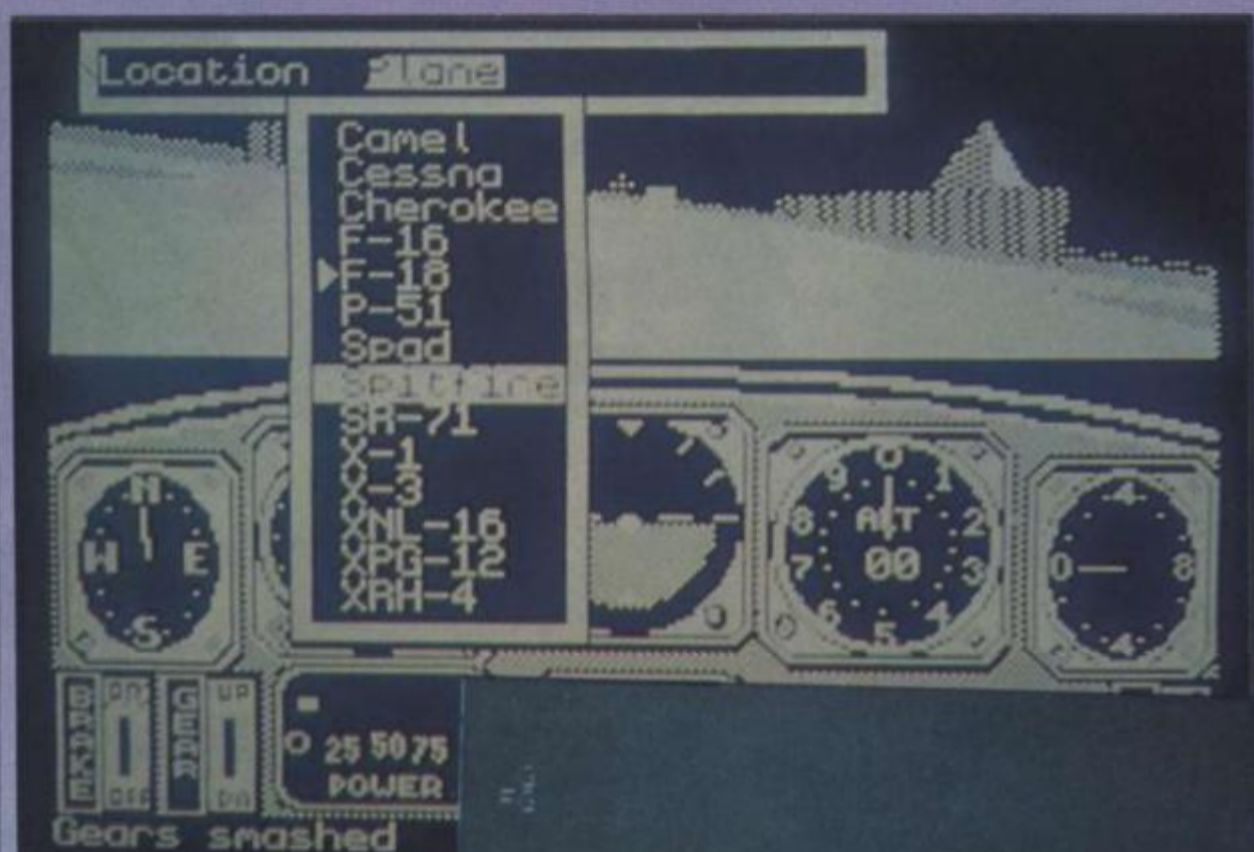 Location Plane
Camel
Cessna
Cherokee
F-16
F-18
P-51
Spad
Spitfire
SR-71
X-1
X-3
XNL-16
XPG-12
XRH-4
N
W E
S
0
9 1
8 ALT 2
7 00 3
6 4
5
4
0 8
4
BRAKE ON OFF
GEAR UP DN
25 50 75
POWER
Gears smashed